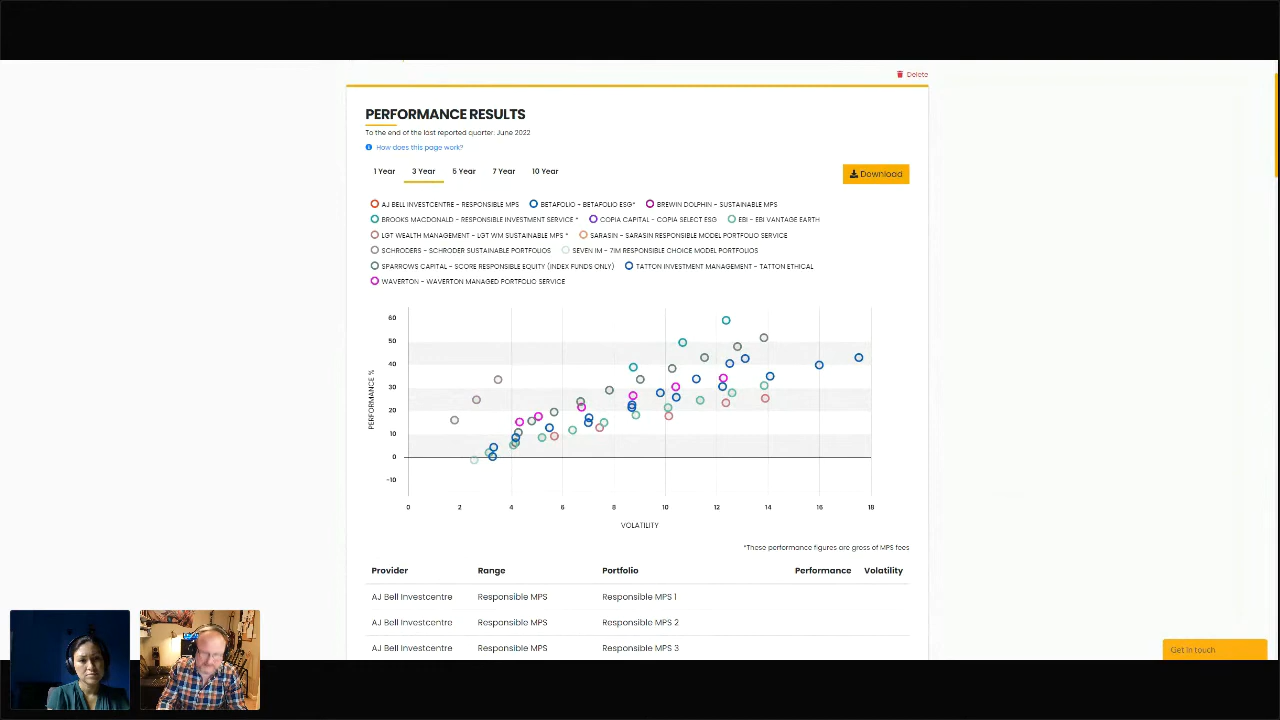 Delete
PERFORMANCE RESULTS
To the end of the last reported quarter: June 2022
How does this page work?
1 Year 3 Year 5 Year 7 Year 10 Year
Download
AJ BELL INVESTCENTRE - RESPONSIBLE MPS BETAFOLIO - BETAFOLIO ESG* BREWIN DOLPHIN - SUSTAINABLE MPS
BROOKS MACDONALD - RESPONSIBLE INVESTMENT SERVICE * COPIA CAPITAL - COPIA SELECT ESG EBI - EBI VANTAGE EARTH
LGT WEALTH MANAGEMENT - LGT WM SUSTAINABLE MPS * SARASIN - SARASIN RESPONSIBLE MODEL PORTFOLIO SERVICE
SCHRODERS - SCHRODER SUSTAINABLE PORTFOLIOS SEVEN IM - 7IM RESPONSIBLE CHOICE MODEL PORTFOLIOS
SPARROWS CAPITAL - SCORE RESPONSIBLE EQUITY (INDEX FUNDS ONLY) TATTON INVESTMENT MANAGEMENT - TATTON ETHICAL
WAVERTON - WAVERTON MANAGED PORTFOLIO SERVICE
60
50
40
30
20
10
0
-10
PERFORMANCE %
0 2 4 6 8 10 12 14 16 18
VOLATILITY
*These performance figures are gross of MPS fees
Provider Range Portfolio Performance Volatility
AJ Bell Investcentre Responsible MPS Responsible MPS 1
AJ Bell Investcentre Responsible MPS Responsible MPS 2
AJ Bell Investcentre Responsible MPS Responsible MPS 3
Get in touch